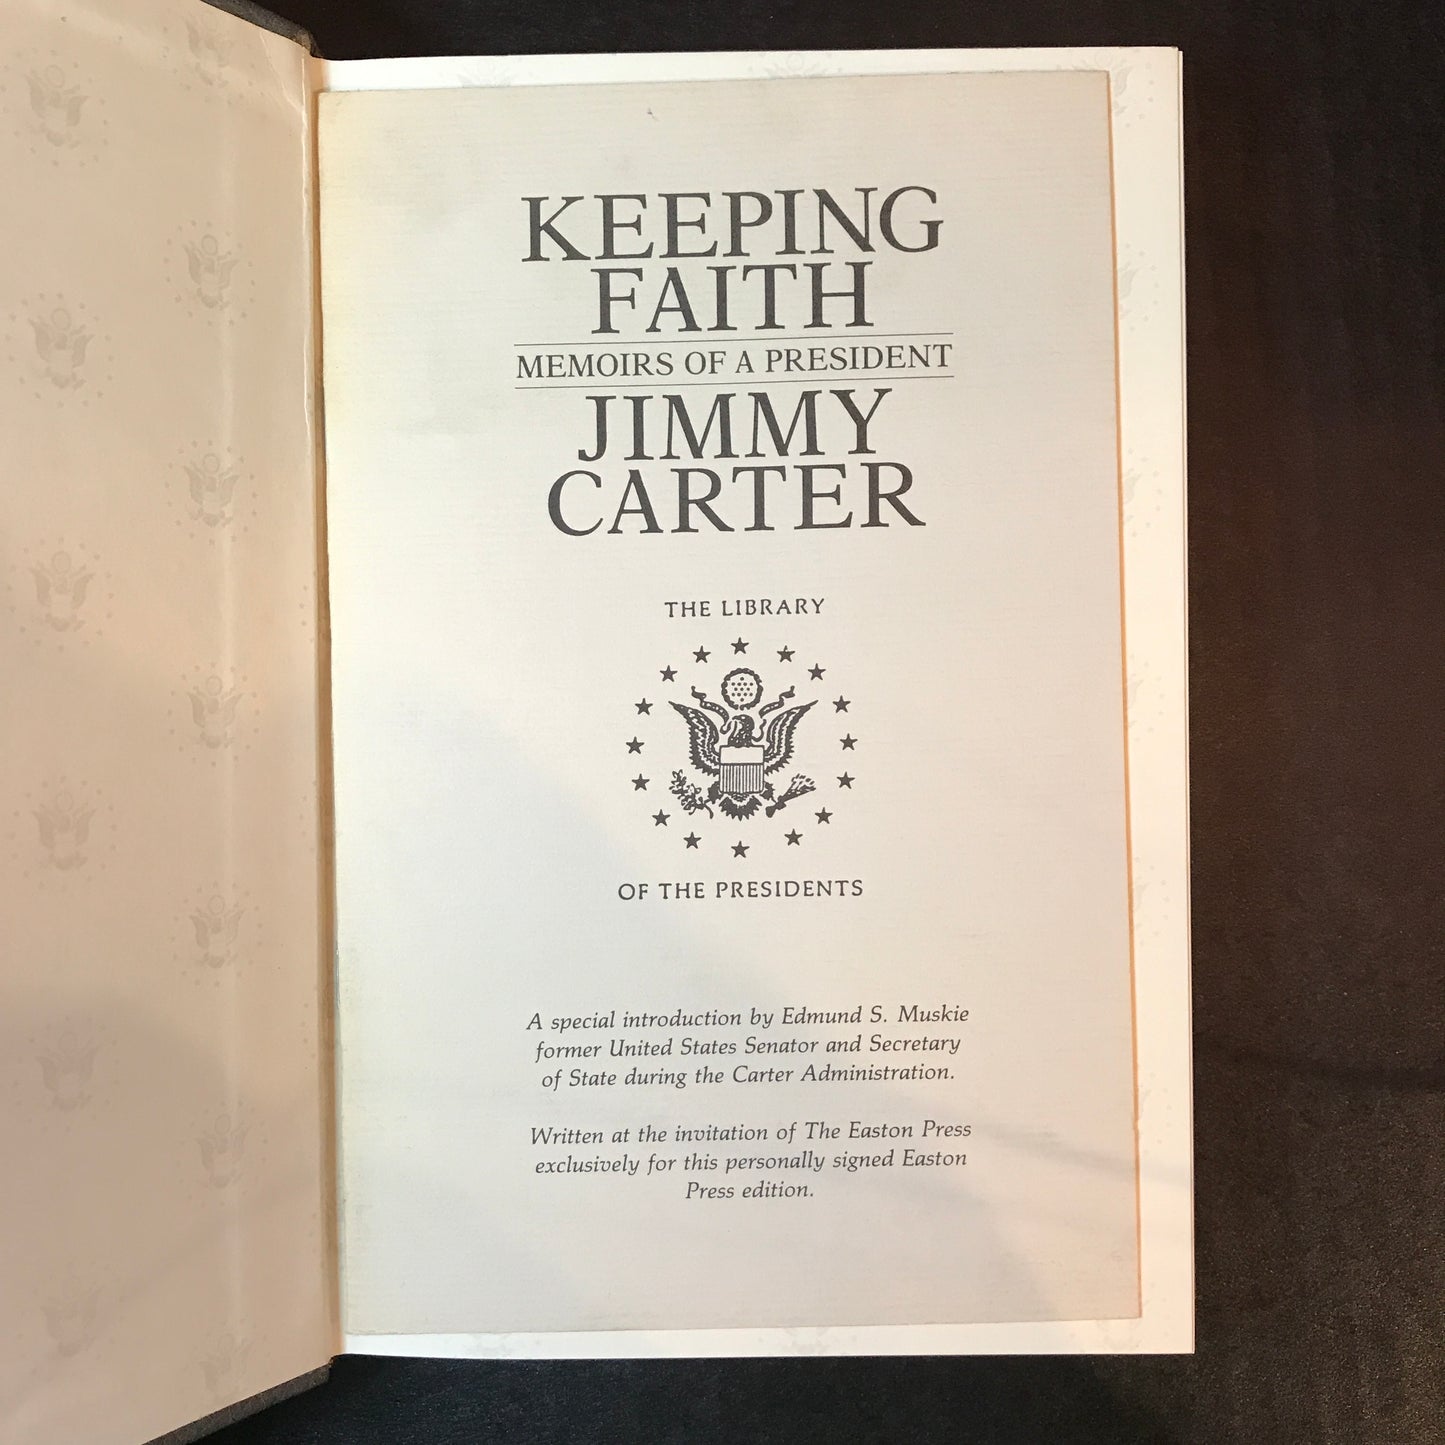 KEEPING
FAITH
MEMOIRS OF A PRESIDENT
JIMMY
CARTER
THE LIBRARY
OF THE PRESIDENTS
A special introduction by Edmund S. Muskie
former United States Senator and Secretary
of State during the Carter Administration.
Written at the invitation of The Easton Press
exclusively for this personally signed Easton
Press edition.